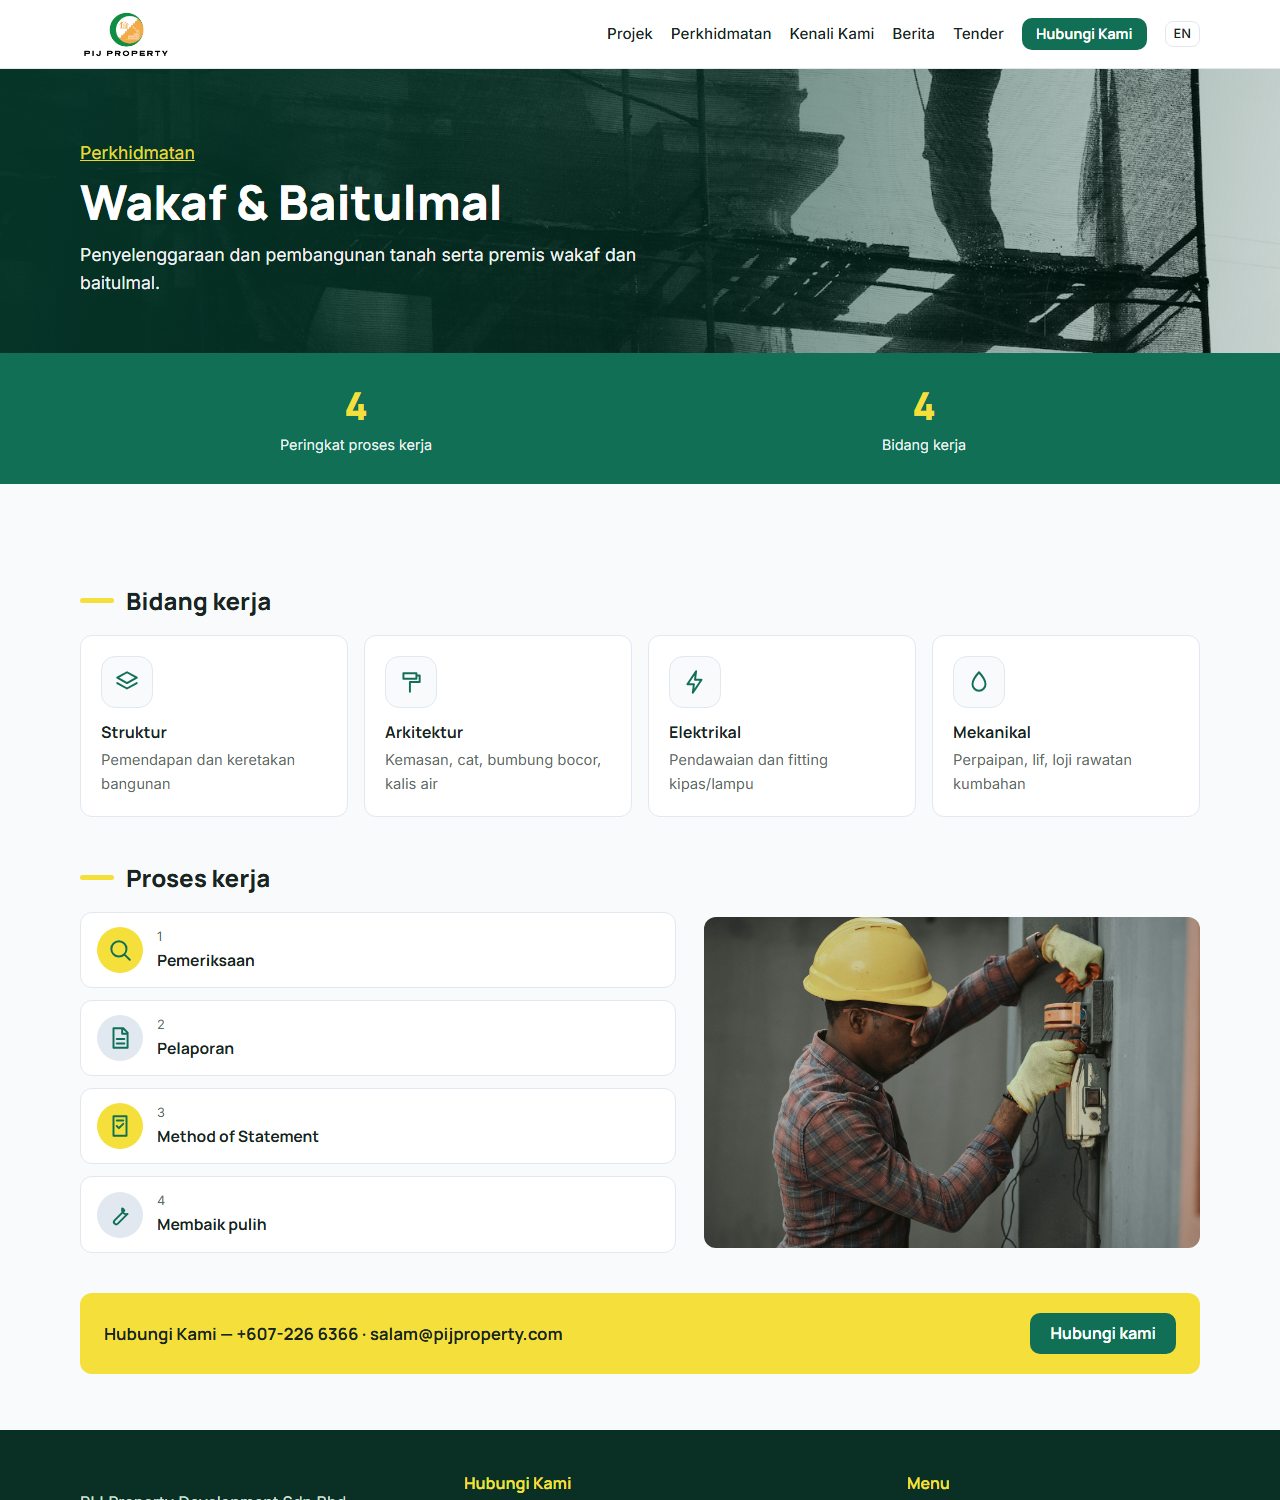 PIJ PROPERTY
Projek
Perkhidmatan
Kenali Kami
Berita
Tender
Hubungi Kami
EN
Perkhidmatan
Wakaf & Baitulmal
Penyelenggaraan dan pembangunan tanah serta premis wakaf dan
baitulmal.
4
Peringkat proses kerja
4
Bidang kerja
Bidang kerja
Struktur
Pemendapan dan keretakan
bangunan
Arkitektur
Kemasan, cat, bumbung bocor,
kalis air
Elektrikal
Pendawaian dan fitting
kipas/lampu
Mekanikal
Perpaipan, lif, loji rawatan
kumbahan
Proses kerja
1
Pemeriksaan
2
Pelaporan
3
Method of Statement
4
Membaik pulih
Hubungi Kami — +607-226 6366 · salam@pijproperty.com
Hubungi kami
Hubungi Kami
Menu